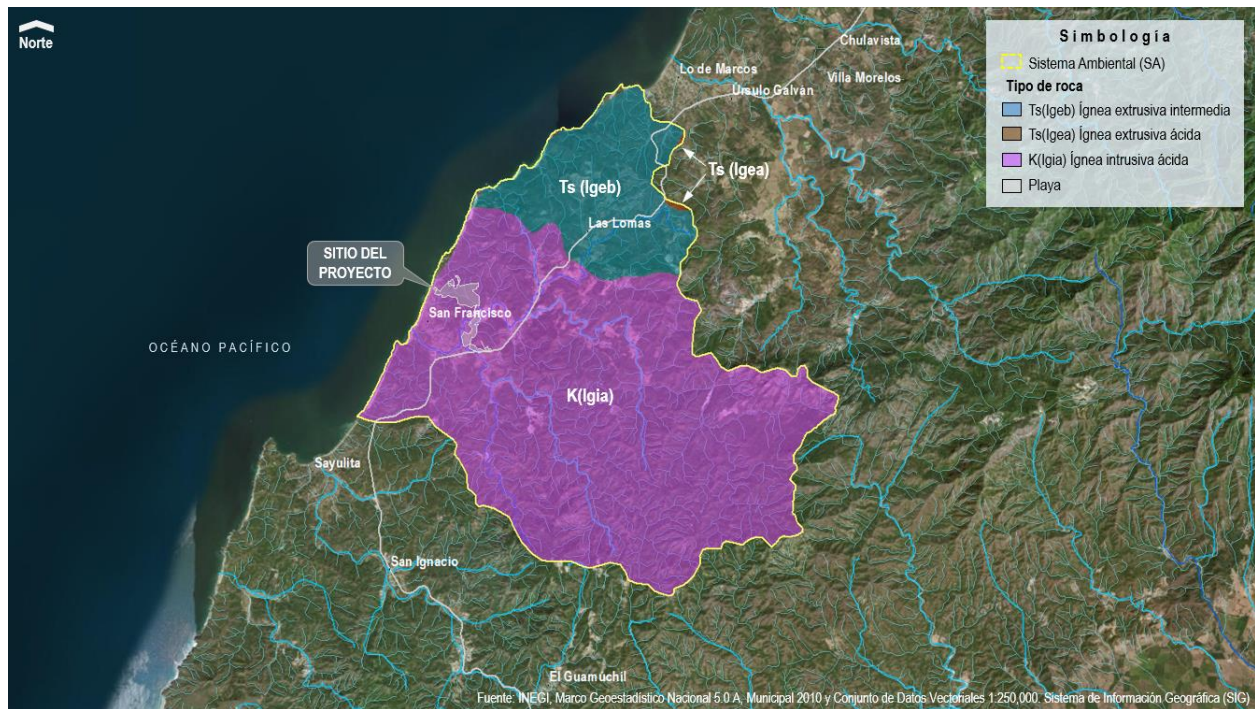 Norte
Simbología
Sistema Ambiental (SA)
Tipo de roca
Ts(Igeb) Ígnea extrusiva intermedia
Ts(Igea) Ígnea extrusiva ácida
K(Igia) Ígnea intrusiva ácida
Playa
Chulavista
Lo de Marcos
Villa Morelos
Úrsulo Galván
Ts (Igea)
Ts (Igeb)
Las Lomas
SITIO DEL
PROYECTO
San Francisco
OCÉANO PACÍFICO
K(Igia)
Sayulita
San Ignacio
El Guamúchil
Fuente: INEGI, Marco Geoestadístico Nacional 5.0 A, Municipal 2010 y Conjunto de Datos Vectoriales 1:250,000. Sistema de Información Geográfica (SIG)